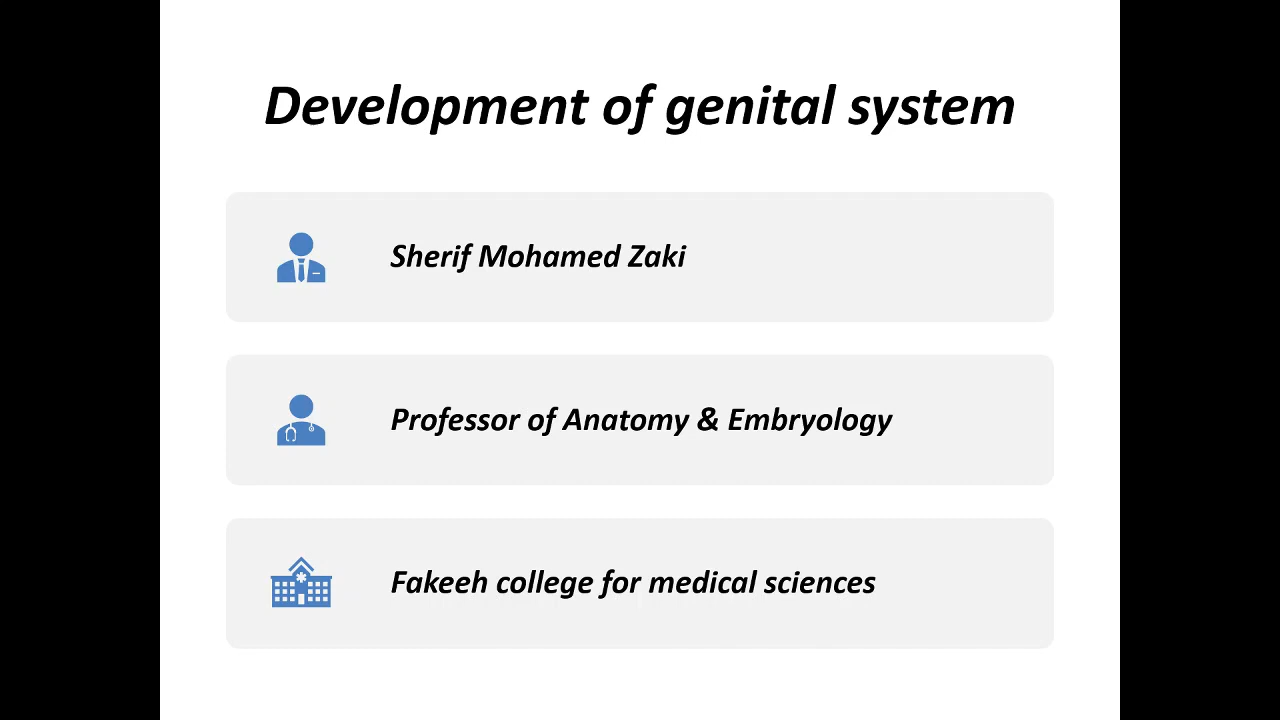 Development of genital system
Sherif Mohamed Zaki
Professor of Anatomy & Embryology
Fakeeh college for medical sciences